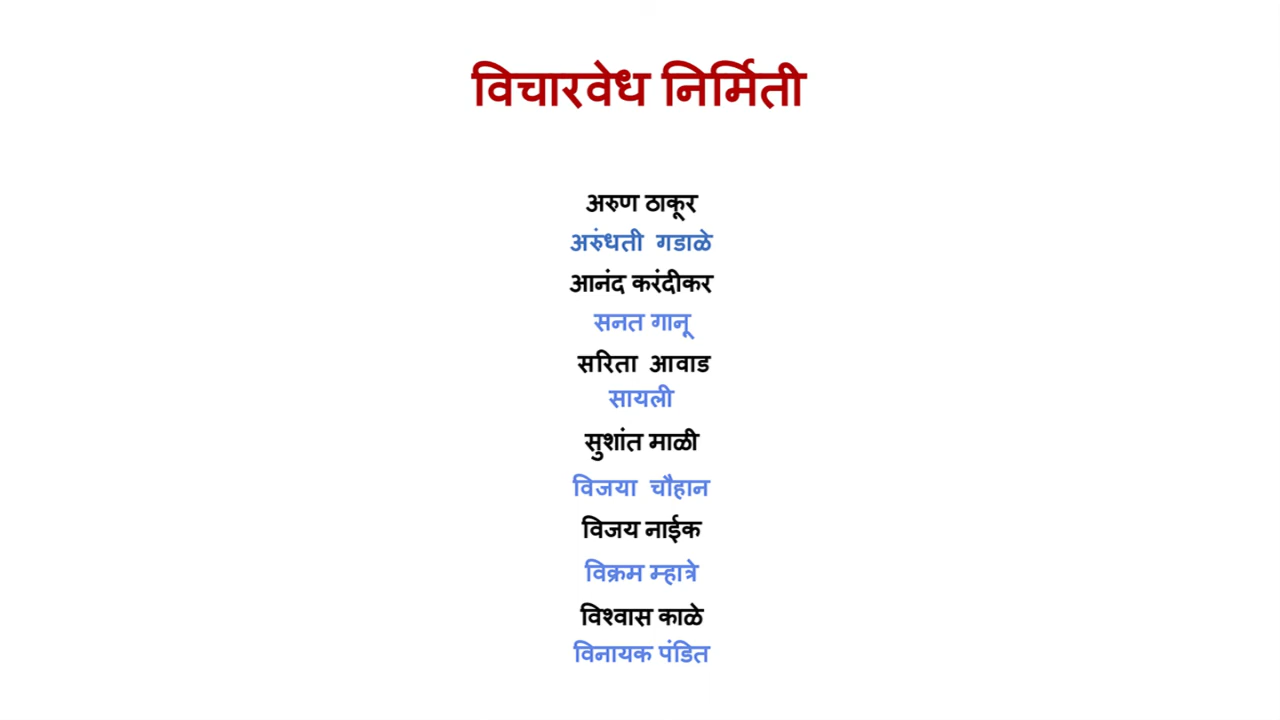 विचारवेध निर्मिती
अरुण ठाकूर
अरुंधती गडाळे
आनंद करंदीकर
सनत गानू
सरिता आवाड
सायली
सुशांत माळी
विजया चौहान
विजय नाईक
विक्रम म्हात्रे
विश्वास काळे
विनायक पंडित